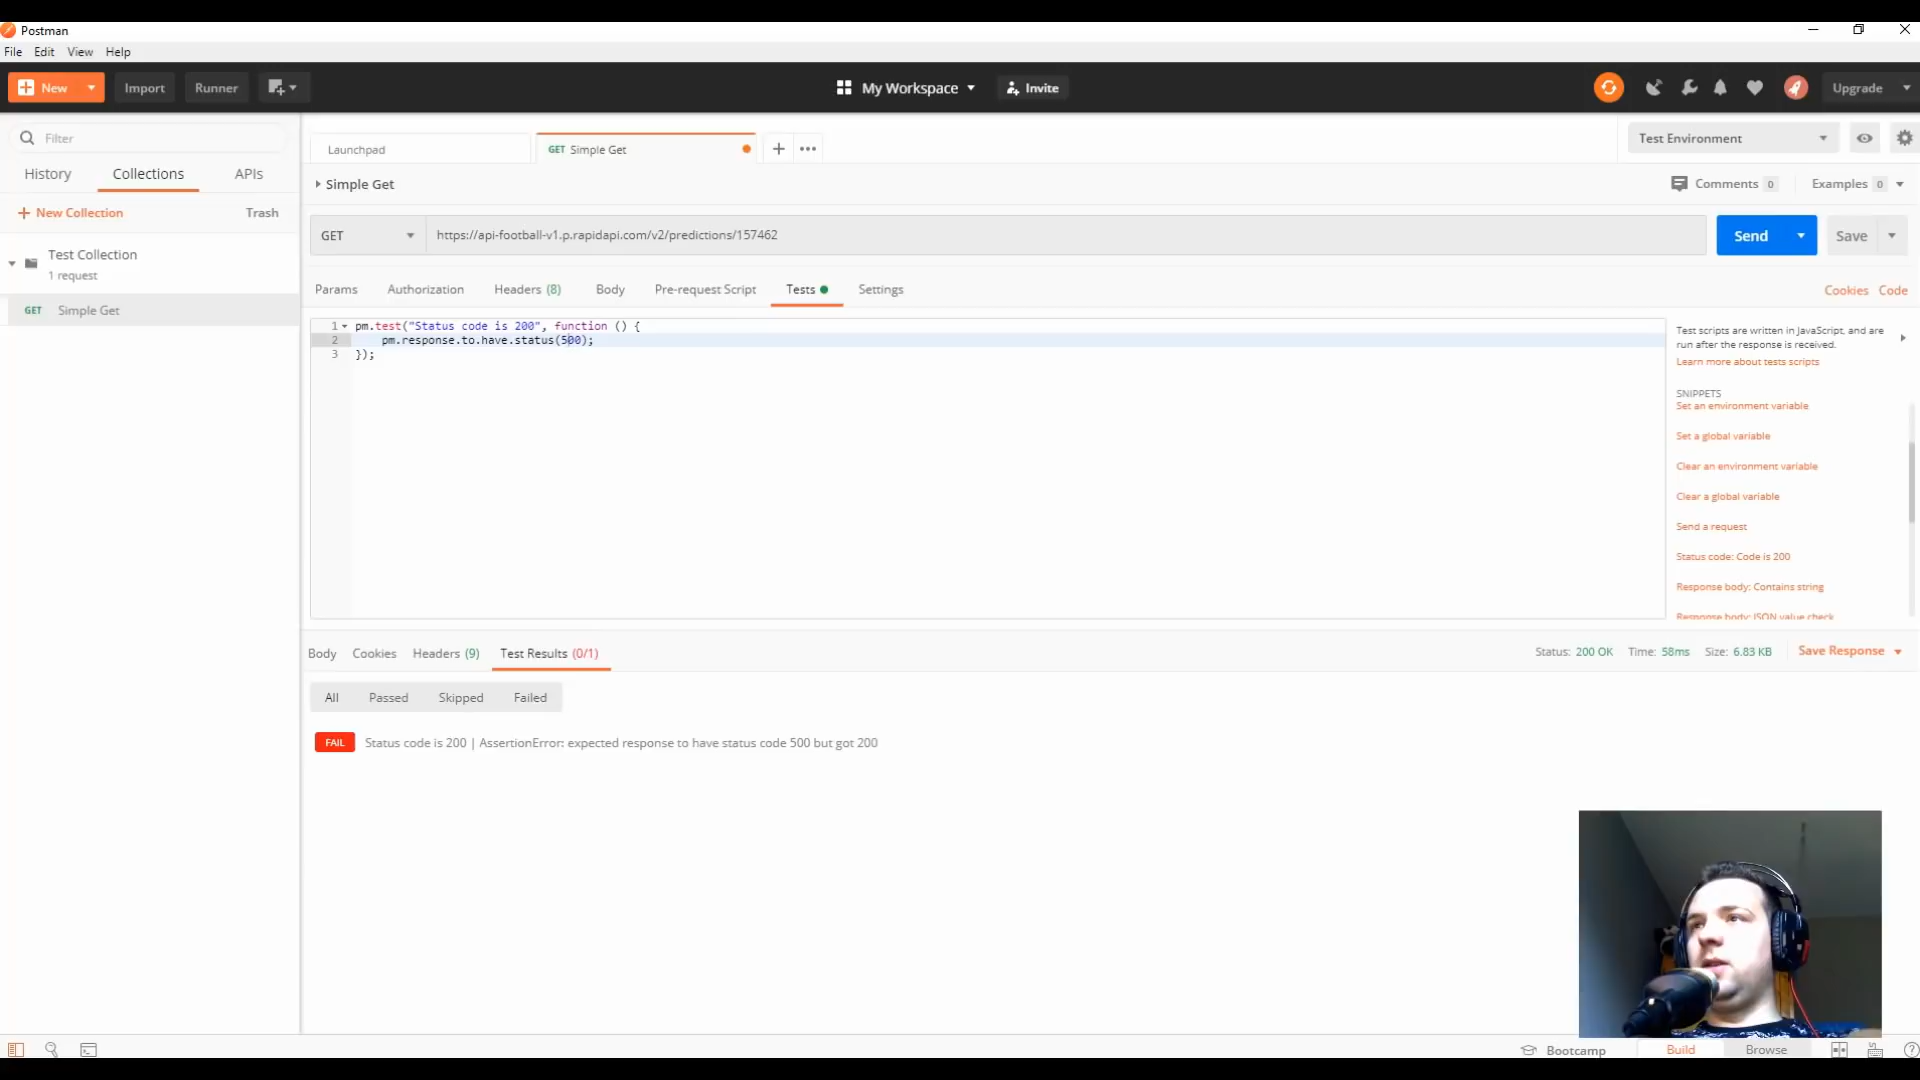 Postman
File Edit View Help
New Import Runner My Workspace Invite Upgrade
Filter
Launchpad GET Simple Get Test Environment
History Collections APIs
Simple Get Comments 0 Examples 0
New Collection Trash
GET https://api-football-v1.p.rapidapi.com/v2/predictions/157462 Send Save
Test Collection
1 request
GET Simple Get
Params Authorization Headers (8) Body Pre-request Script Tests Settings Cookies Code
1 pm.test("Status code is 200", function () {
2 pm.response.to.have.status(500);
3 });
Test scripts are written in JavaScript, and are
run after the response is received.
Learn more about tests scripts
SNIPPETS
Set an environment variable
Set a global variable
Clear an environment variable
Clear a global variable
Send a request
Status code: Code is 200
Response body: Contains string
Response body: JSON value check
Body Cookies Headers (9) Test Results (0/1) Status: 200 OK Time: 58ms Size: 6.83 KB Save Response
All Passed Skipped Failed
FAIL Status code is 200 | AssertionError: expected response to have status code 500 but got 200
Bootcamp Build Browse